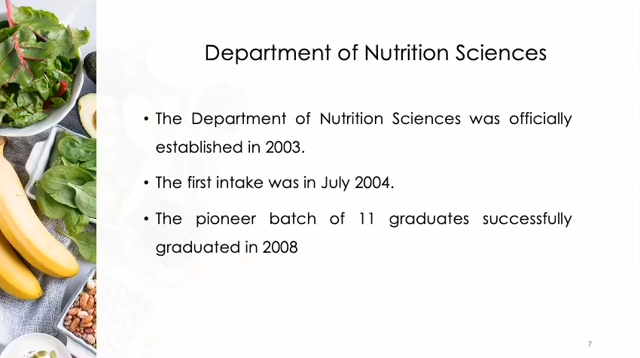 Department of Nutrition Sciences
• The Department of Nutrition Sciences was officially
established in 2003.
• The first intake was in July 2004.
• The pioneer batch of 11 graduates successfully
graduated in 2008
7